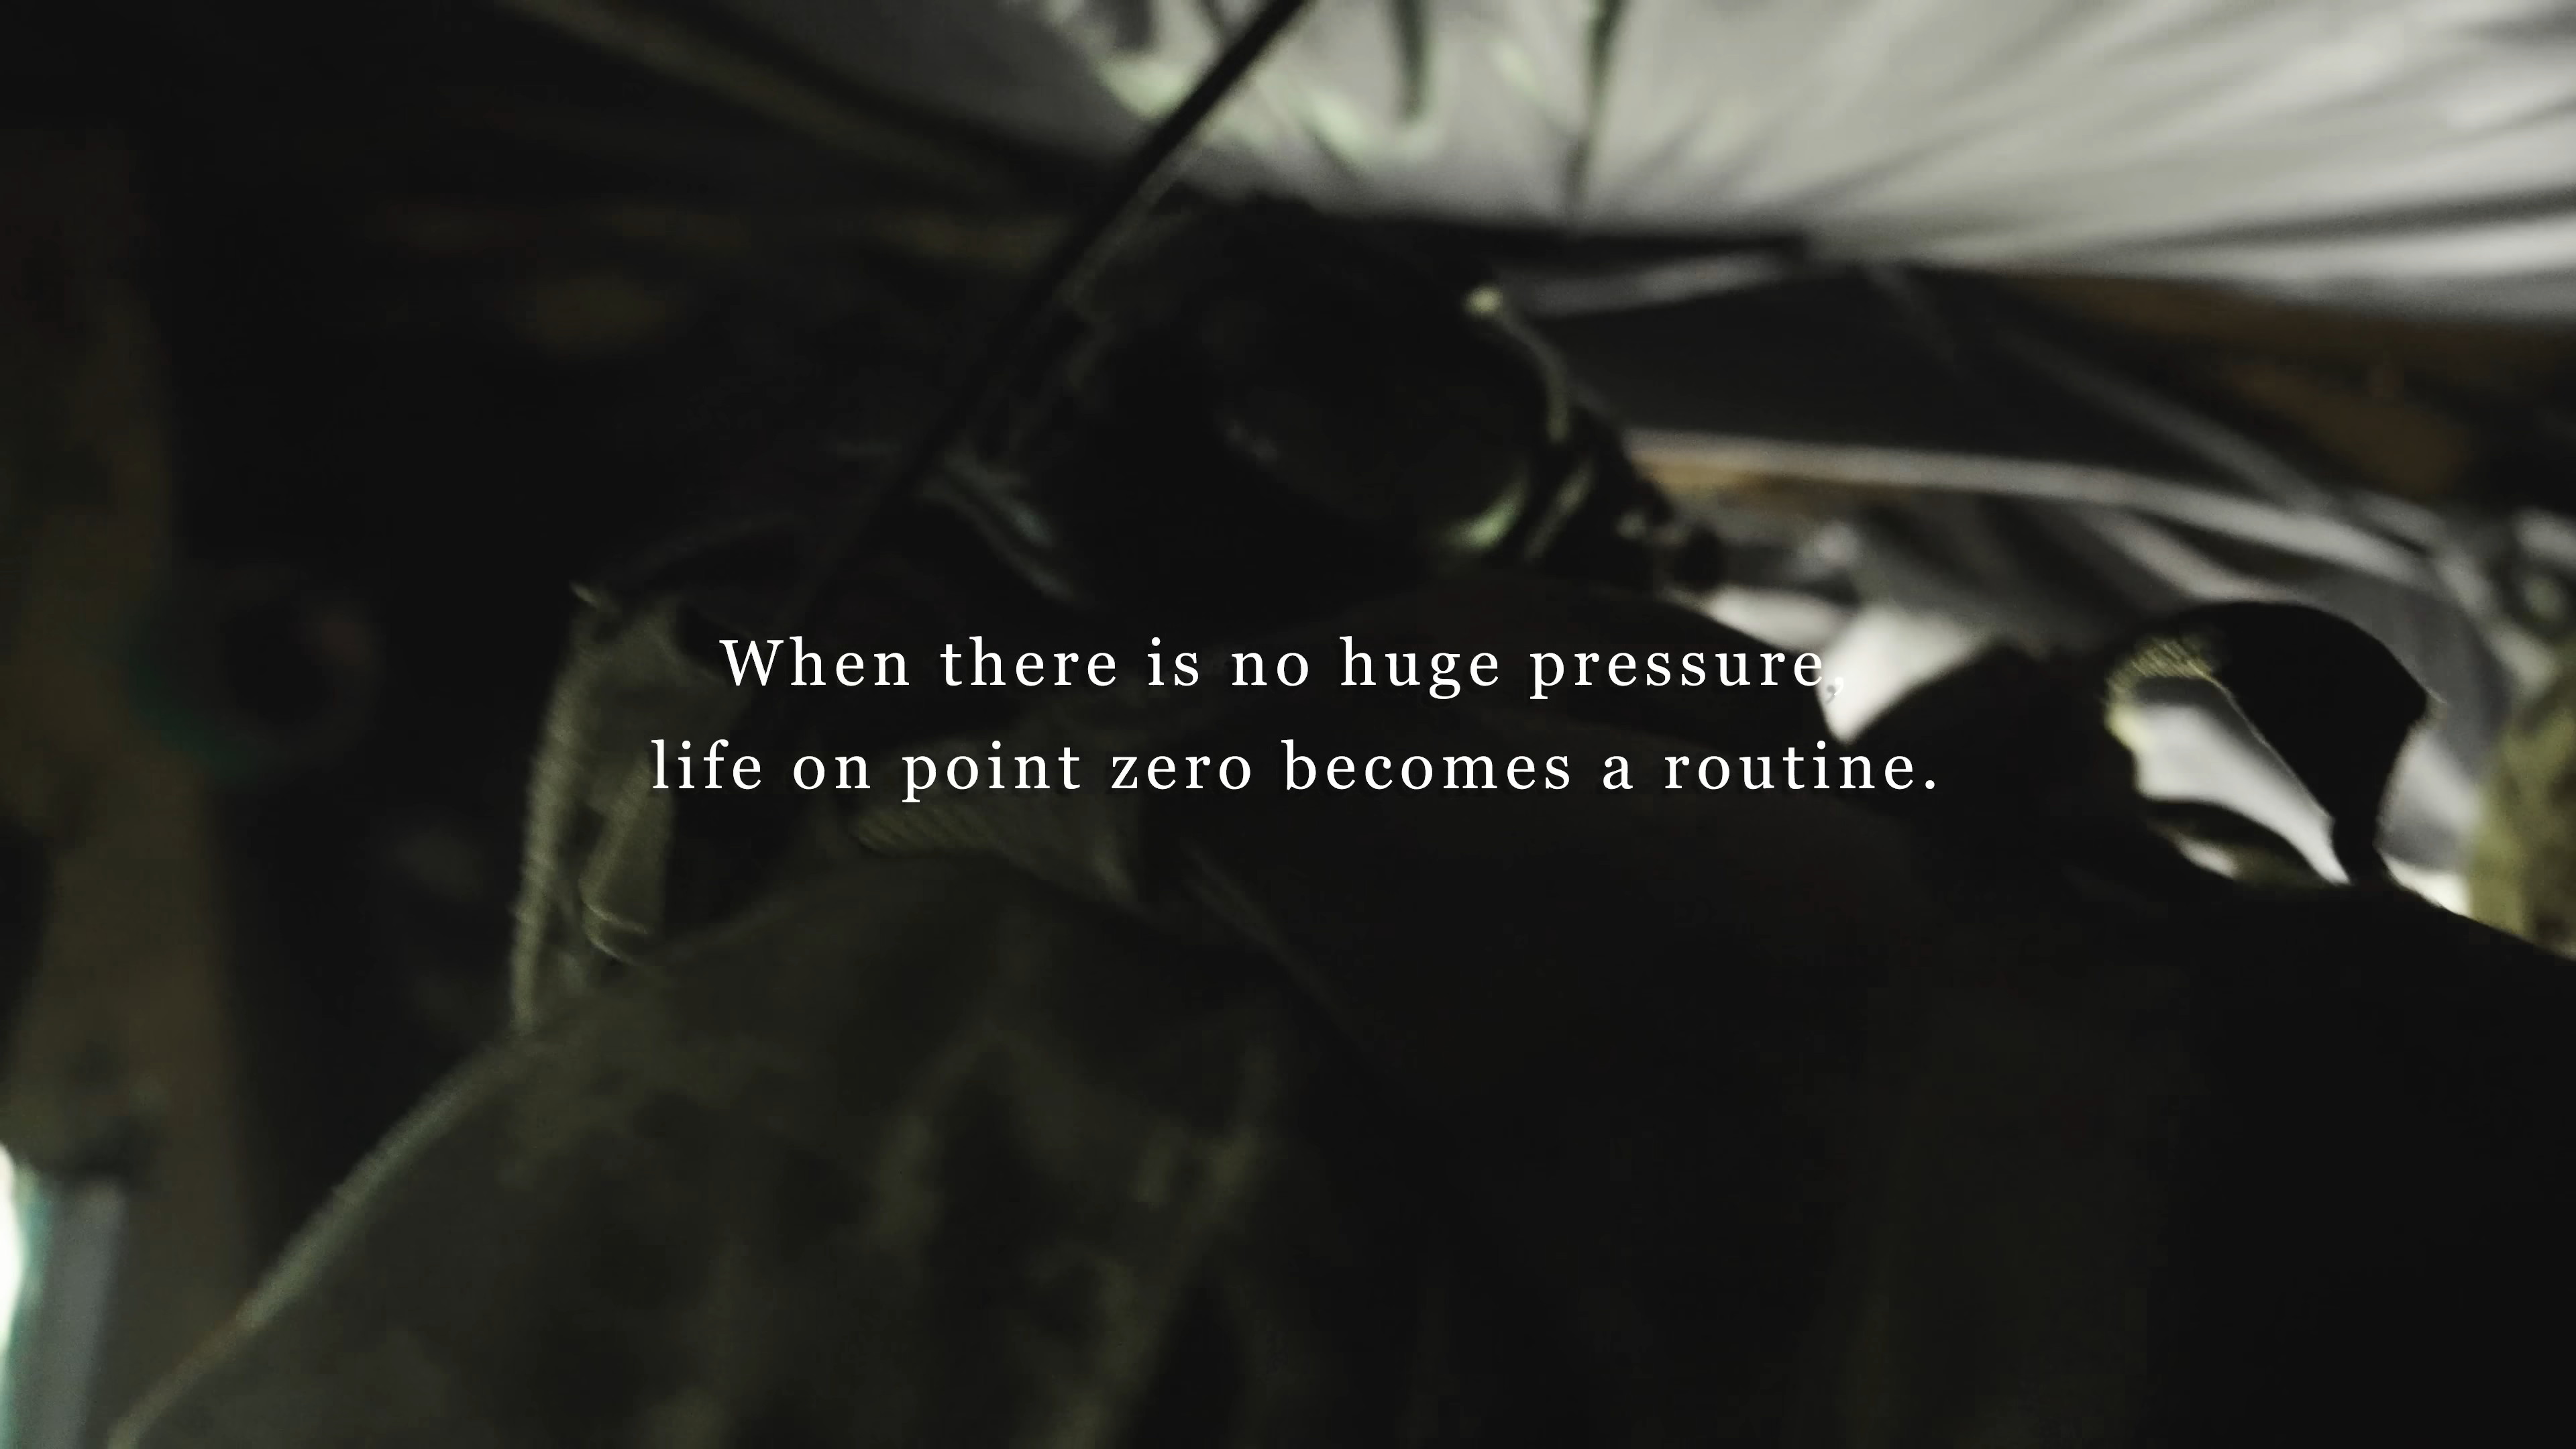 When there is no huge pressure,
life on point zero becomes a routine.